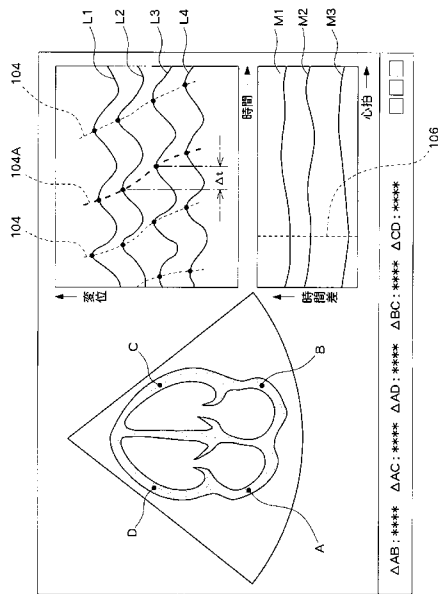 104
104A
104
L1
L2
L3
L4
変位
時間
Δt
M1
M2
M3
時間差
心拍
106
A
B
C
D
ΔAB : **** ΔAC : **** ΔAD : **** ΔBC : **** ΔCD : ****